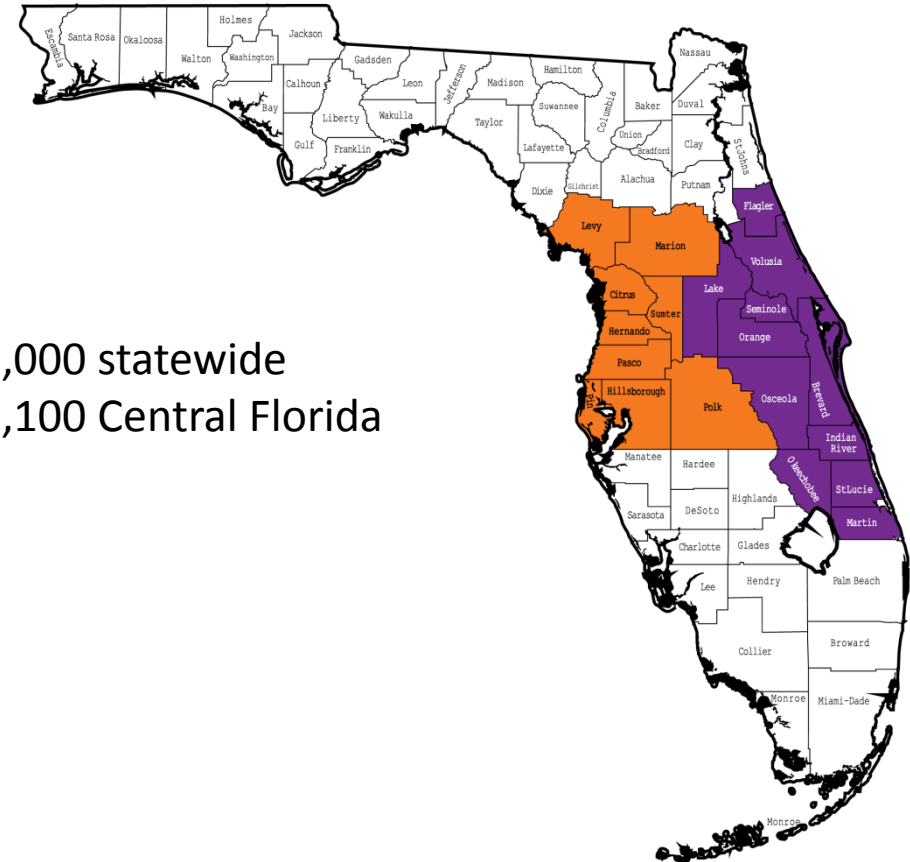 Holmes
Jackson
Escambia
Santa Rosa
Okaloosa
Walton
Washington
Bay
Calhoun
Gulf
Liberty
Gadsden
Leon
Wakulla
Franklin
Jefferson
Madison
Taylor
Hamilton
Suwannee
Lafayette
Dixie
Columbia
Gilchrist
Baker
Union
Bradford
Alachua
Nassau
Duval
Clay
Putnam
StJohns
Flagler
Levy
Marion
Volusia
Citrus
Sumter
Lake
Seminole
Hernando
Orange
,000 statewide
Pasco
,100 Central Florida
Hillsborough
Pin
Polk
Osceola
Brevard
Indian
River
Manatee
Hardee
Okeechobee
Highlands
StLucie
Sarasota
DeSoto
Martin
Charlotte
Glades
Lee
Hendry
Palm Beach
Collier
Broward
Monroe
Miami-Dade
Monroe